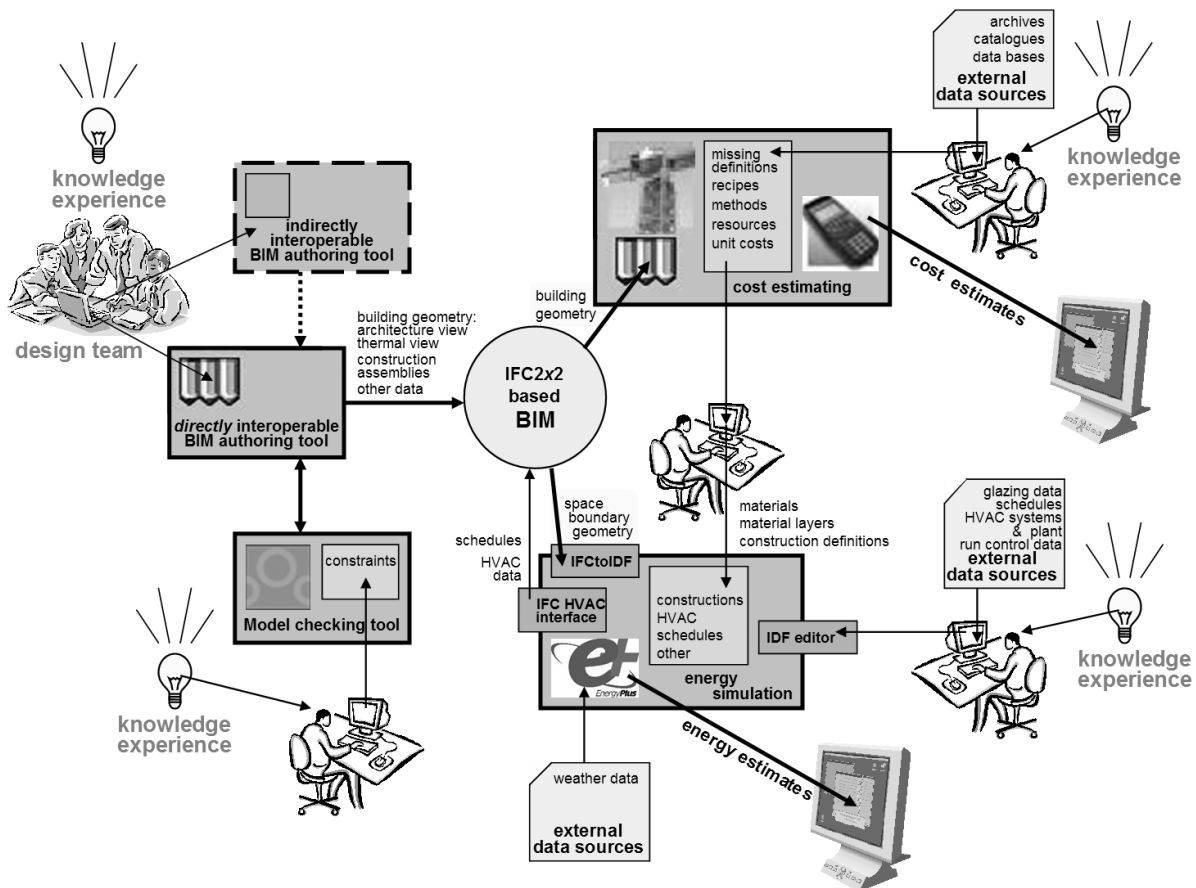 knowledge
experience
design team
indirectly
interoperable
BIM authoring tool
directly interoperable
BIM authoring tool
building geometry:
architecture view
thermal view
construction
assemblies
other data
constraints
Model checking tool
knowledge
experience
IFC2x2
based
BIM
building
geometry
missing
definitions
recipes
methods
resources
unit costs
cost estimating
archives
catalogues
data bases
external
data sources
knowledge
experience
cost estimates
schedules
HVAC
data
space
boundary
geometry
materials
material layers
construction definitions
IFCtoIDF
IFC HVAC
interface
constructions
HVAC
schedules
other
IDF editor
e+
EnergyPlus
energy
simulation
glazing data
schedules
HVAC systems
& plant
run control data
external
data sources
knowledge
experience
energy estimates
weather data
external
data sources